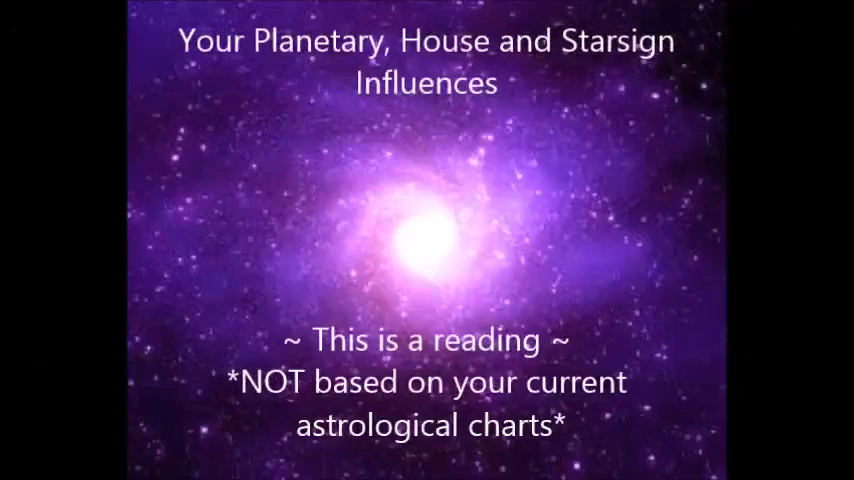 Your Planetary, House and Starsign
Influences
~ This is a reading ~
*NOT based on your current
astrological charts*